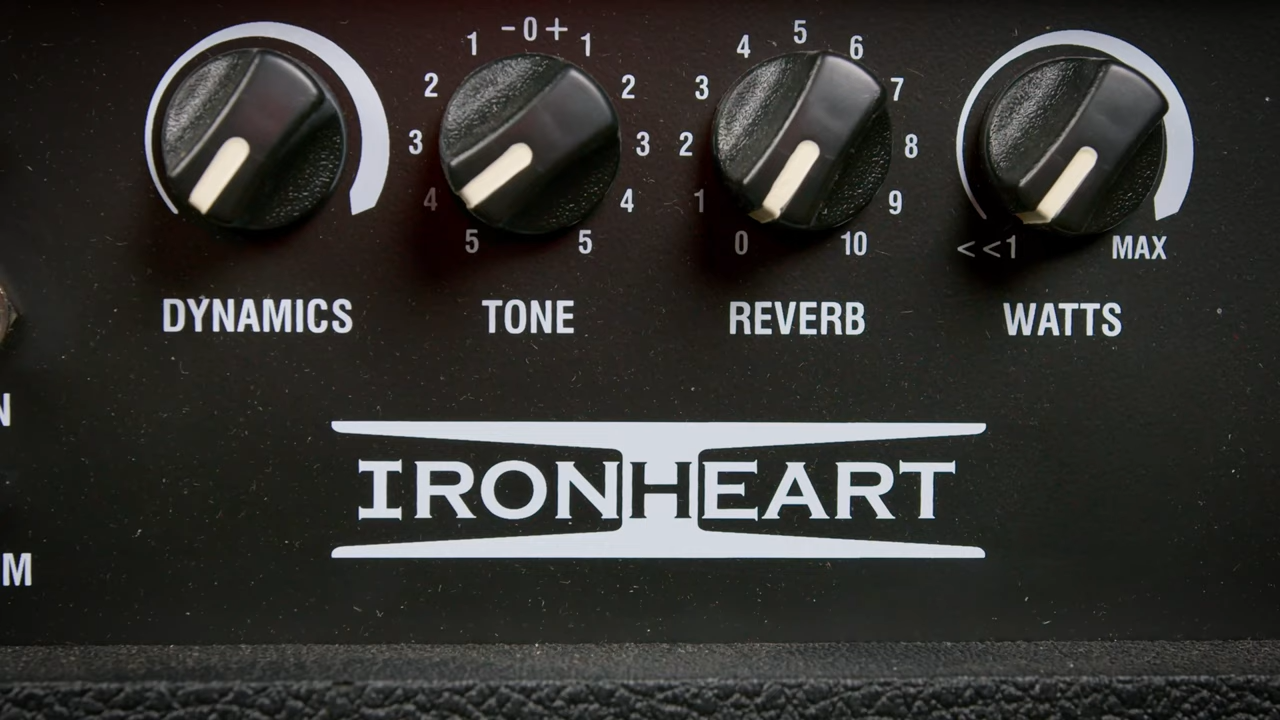 -0+
1 1
2 2
3 3
4 4
5 5
5
4 6
3 7
2 8
1 9
0 10
<<1 MAX
DYNAMICS TONE REVERB WATTS
N
IRONHEART
M